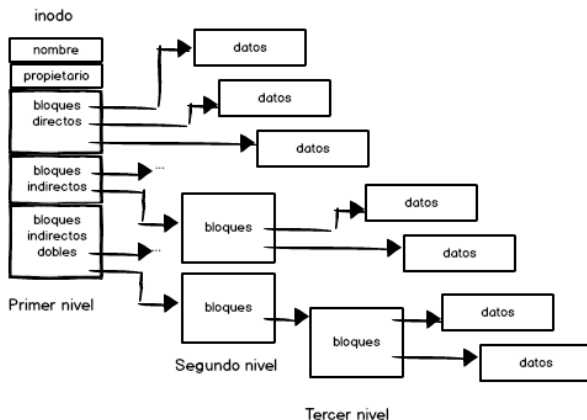 inodo
nombre
propietario
bloques
directos
bloques
indirectos
bloques
indirectos
dobles
Primer nivel
datos
datos
datos
...
bloques
datos
datos
...
bloques
Segundo nivel
bloques
datos
datos
Tercer nivel